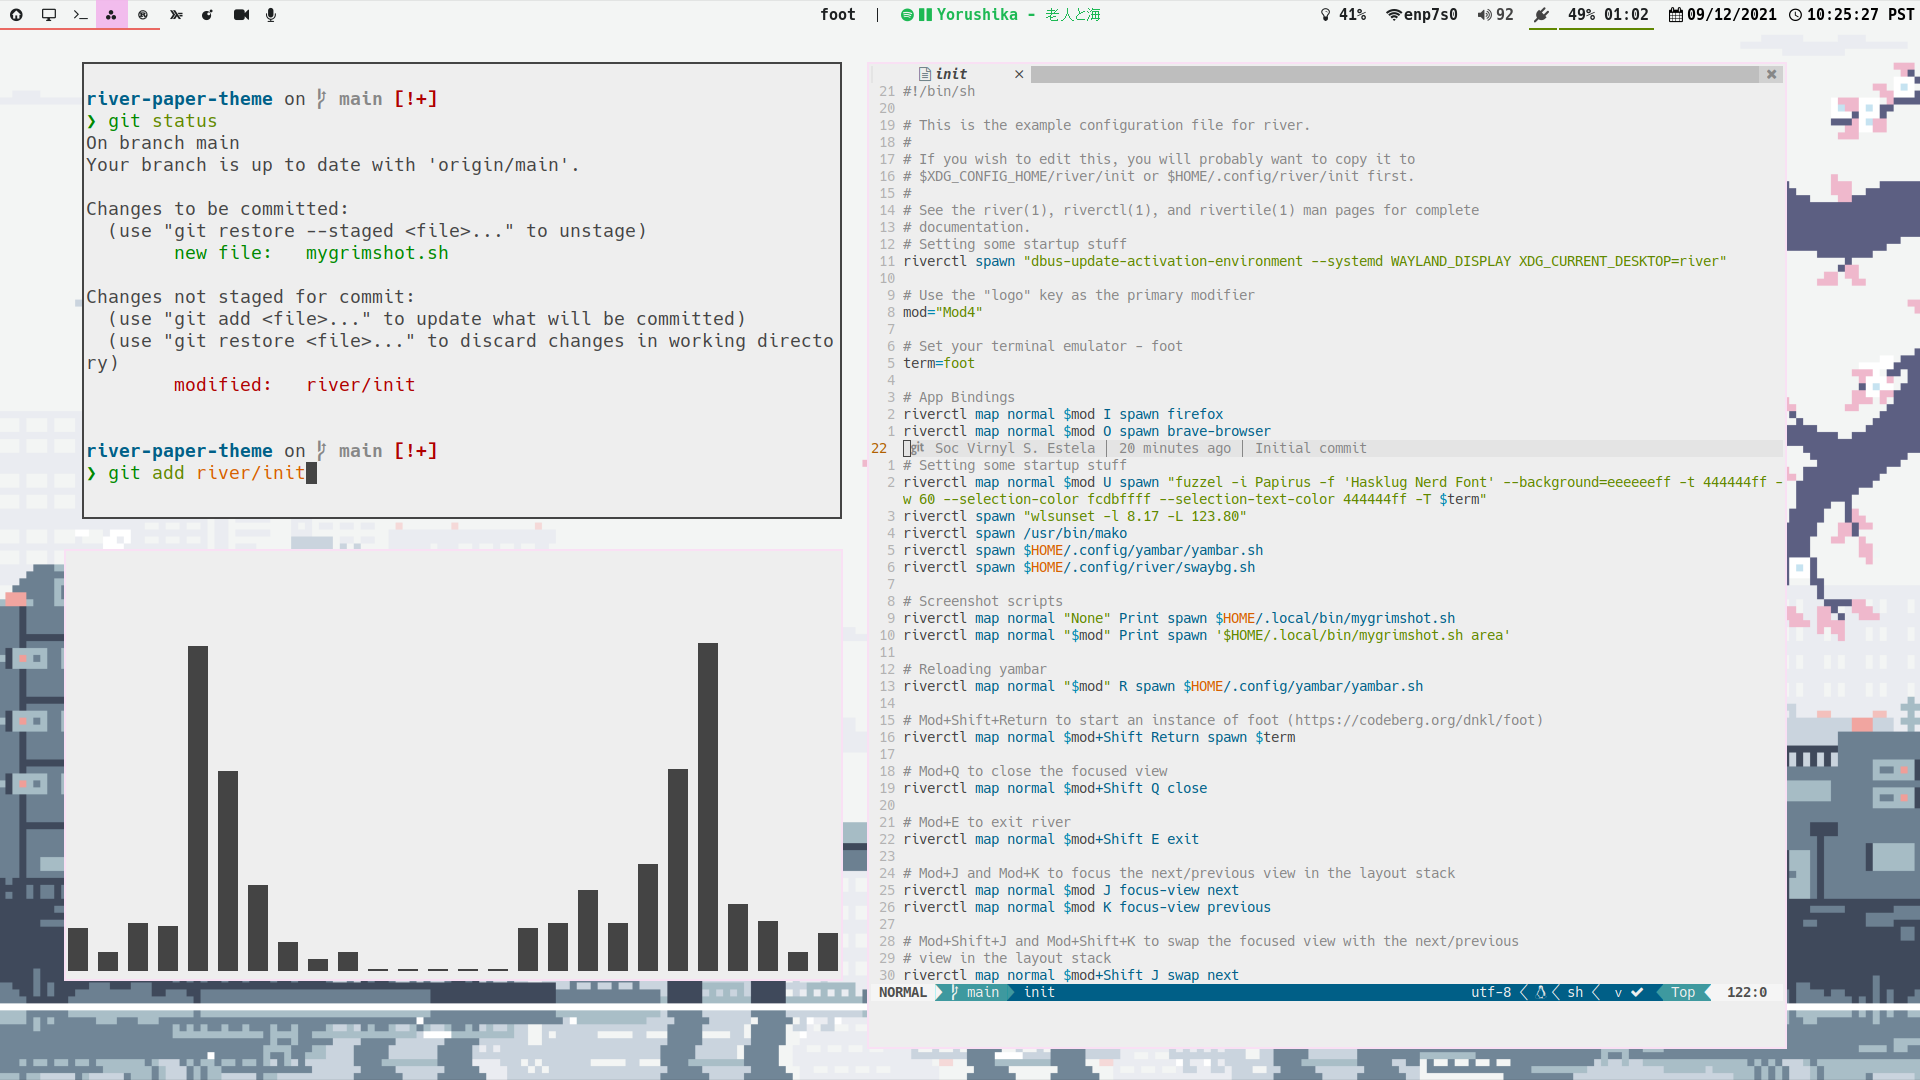 foot | Yorushika - 老人と海 41% enp7s0 92 49% 01:02 09/12/2021 10:25:27 PST
river-paper-theme on main [!+]
❯ git status
On branch main
Your branch is up to date with 'origin/main'.
Changes to be committed:
(use "git restore --staged <file>..." to unstage)
new file: mygrimshot.sh
Changes not staged for commit:
(use "git add <file>..." to update what will be committed)
(use "git restore <file>..." to discard changes in working directo
ry)
modified: river/init
river-paper-theme on main [!+]
❯ git add river/init
init ×
21 #!/bin/sh
20
19 # This is the example configuration file for river.
18 #
17 # If you wish to edit this, you will probably want to copy it to
16 # $XDG_CONFIG_HOME/river/init or $HOME/.config/river/init first.
15 #
14 # See the river(1), riverctl(1), and rivertile(1) man pages for complete
13 # documentation.
12 # Setting some startup stuff
11 riverctl spawn "dbus-update-activation-environment --systemd WAYLAND_DISPLAY XDG_CURRENT_DESKTOP=river"
10
9 # Use the "logo" key as the primary modifier
8 mod="Mod4"
7
6 # Set your terminal emulator - foot
5 term=foot
4
3 # App Bindings
2 riverctl map normal $mod I spawn firefox
1 riverctl map normal $mod O spawn brave-browser
22 git Soc Virnyl S. Estela | 20 minutes ago | Initial commit
1 # Setting some startup stuff
2 riverctl map normal $mod U spawn "fuzzel -i Papirus -f 'Hasklug Nerd Font' --background=eeeeeeff -t 444444ff -
w 60 --selection-color fcdbffff --selection-text-color 444444ff -T $term"
3 riverctl spawn "wlsunset -l 8.17 -L 123.80"
4 riverctl spawn /usr/bin/mako
5 riverctl spawn $HOME/.config/yambar/yambar.sh
6 riverctl spawn $HOME/.config/river/swaybg.sh
7
8 # Screenshot scripts
9 riverctl map normal "None" Print spawn $HOME/.local/bin/mygrimshot.sh
10 riverctl map normal "$mod" Print spawn '$HOME/.local/bin/mygrimshot.sh area'
11
12 # Reloading yambar
13 riverctl map normal "$mod" R spawn $HOME/.config/yambar/yambar.sh
14
15 # Mod+Shift+Return to start an instance of foot (https://codeberg.org/dnkl/foot)
16 riverctl map normal $mod+Shift Return spawn $term
17
18 # Mod+Q to close the focused view
19 riverctl map normal $mod+Shift Q close
20
21 # Mod+E to exit river
22 riverctl map normal $mod+Shift E exit
23
24 # Mod+J and Mod+K to focus the next/previous view in the layout stack
25 riverctl map normal $mod J focus-view next
26 riverctl map normal $mod K focus-view previous
27
28 # Mod+Shift+J and Mod+Shift+K to swap the focused view with the next/previous
29 # view in the layout stack
30 riverctl map normal $mod+Shift J swap next
NORMAL main init utf-8 sh v ✔ Top 122:0